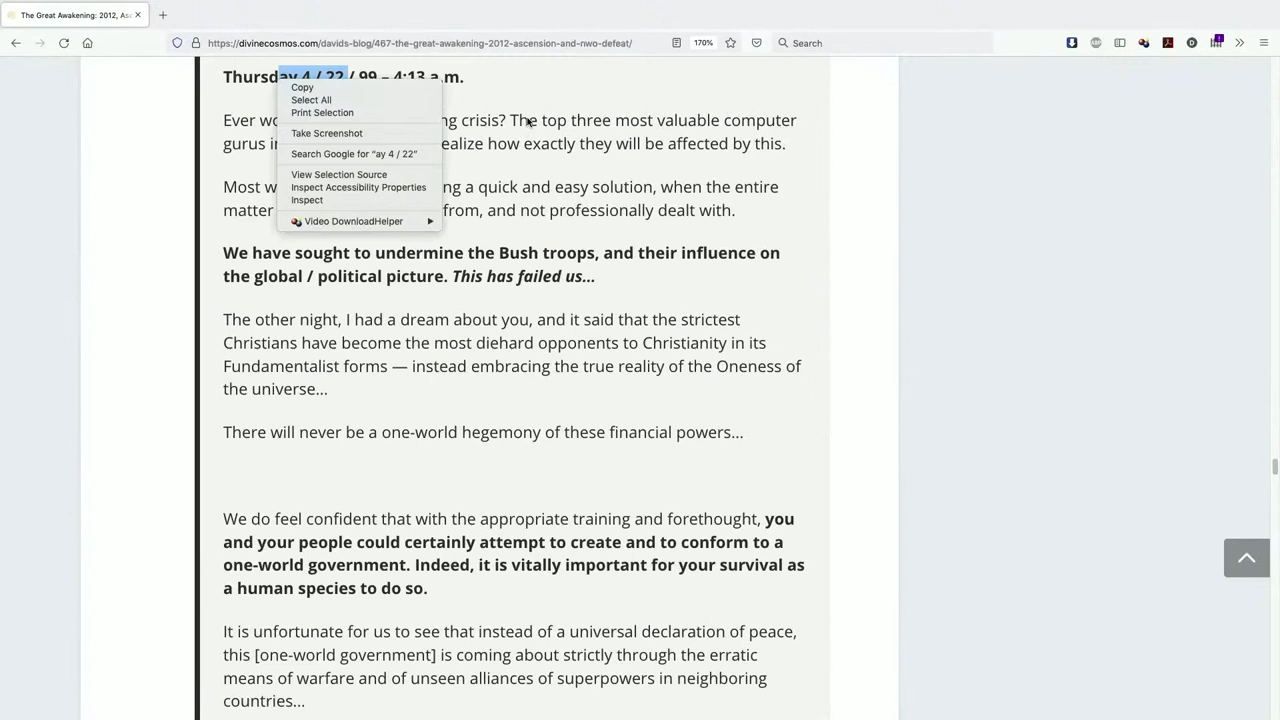 The Great Awakening: 2012, Asc
https://divinecosmos.com/davids-blog/467-the-great-awakening-2012-ascension-and-nwo-defeat/
170%
Search
Thursday 4 / 22 / 99 – 4:13 a.m.
Copy
Select All
Print Selection
Take Screenshot
Search Google for “ay 4 / 22”
View Selection Source
Inspect Accessibility Properties
Inspect
Video DownloadHelper
Ever wo ng crisis? The top three most valuable computer
gurus i ealize how exactly they will be affected by this.
Most w ng a quick and easy solution, when the entire
matter from, and not professionally dealt with.
We have sought to undermine the Bush troops, and their influence on
the global / political picture. This has failed us…
The other night, I had a dream about you, and it said that the strictest
Christians have become the most diehard opponents to Christianity in its
Fundamentalist forms — instead embracing the true reality of the Oneness of
the universe…
There will never be a one-world hegemony of these financial powers…
We do feel confident that with the appropriate training and forethought, you
and your people could certainly attempt to create and to conform to a
one-world government. Indeed, it is vitally important for your survival as
a human species to do so.
It is unfortunate for us to see that instead of a universal declaration of peace,
this [one-world government] is coming about strictly through the erratic
means of warfare and of unseen alliances of superpowers in neighboring
countries…